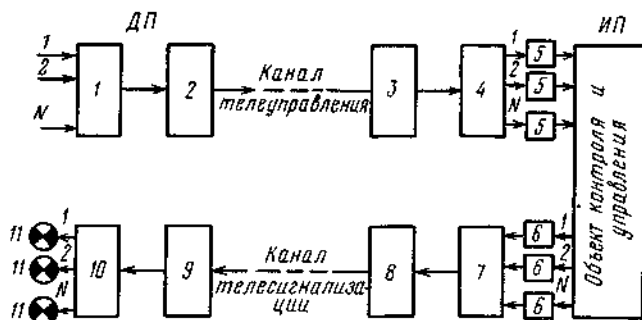 ДП
ИП
1
2
N
1
2
Канал
телеуправления
3
4
1
2
N
5
5
5
Объект контроля и
управления
11
11
11
1
2
N
10
9
Канал
телесигнализа-
ции
8
7
6
6
6
1
2
N